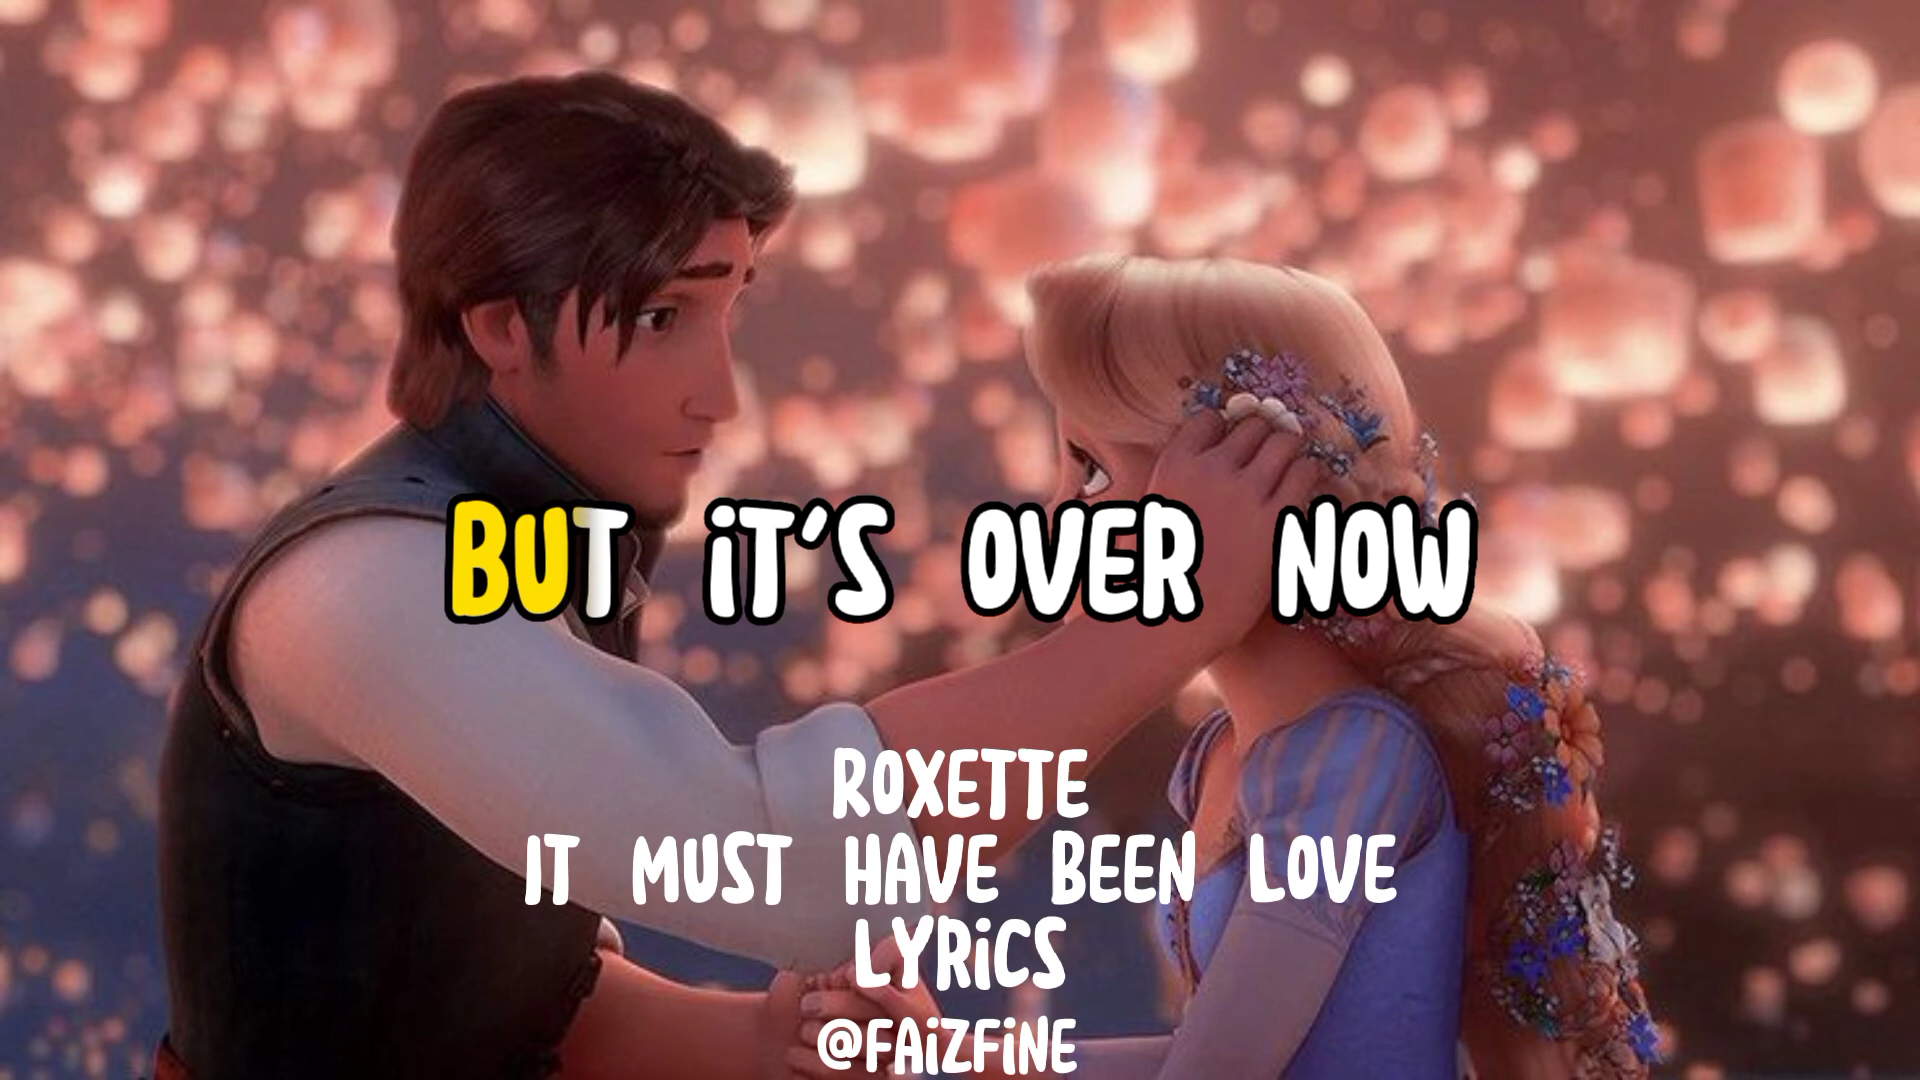 BUT iT'S OVER NOW
ROXETTE
IT MUST HAVE BEEN LOVE
LYRiCS
@FAiZFiNE